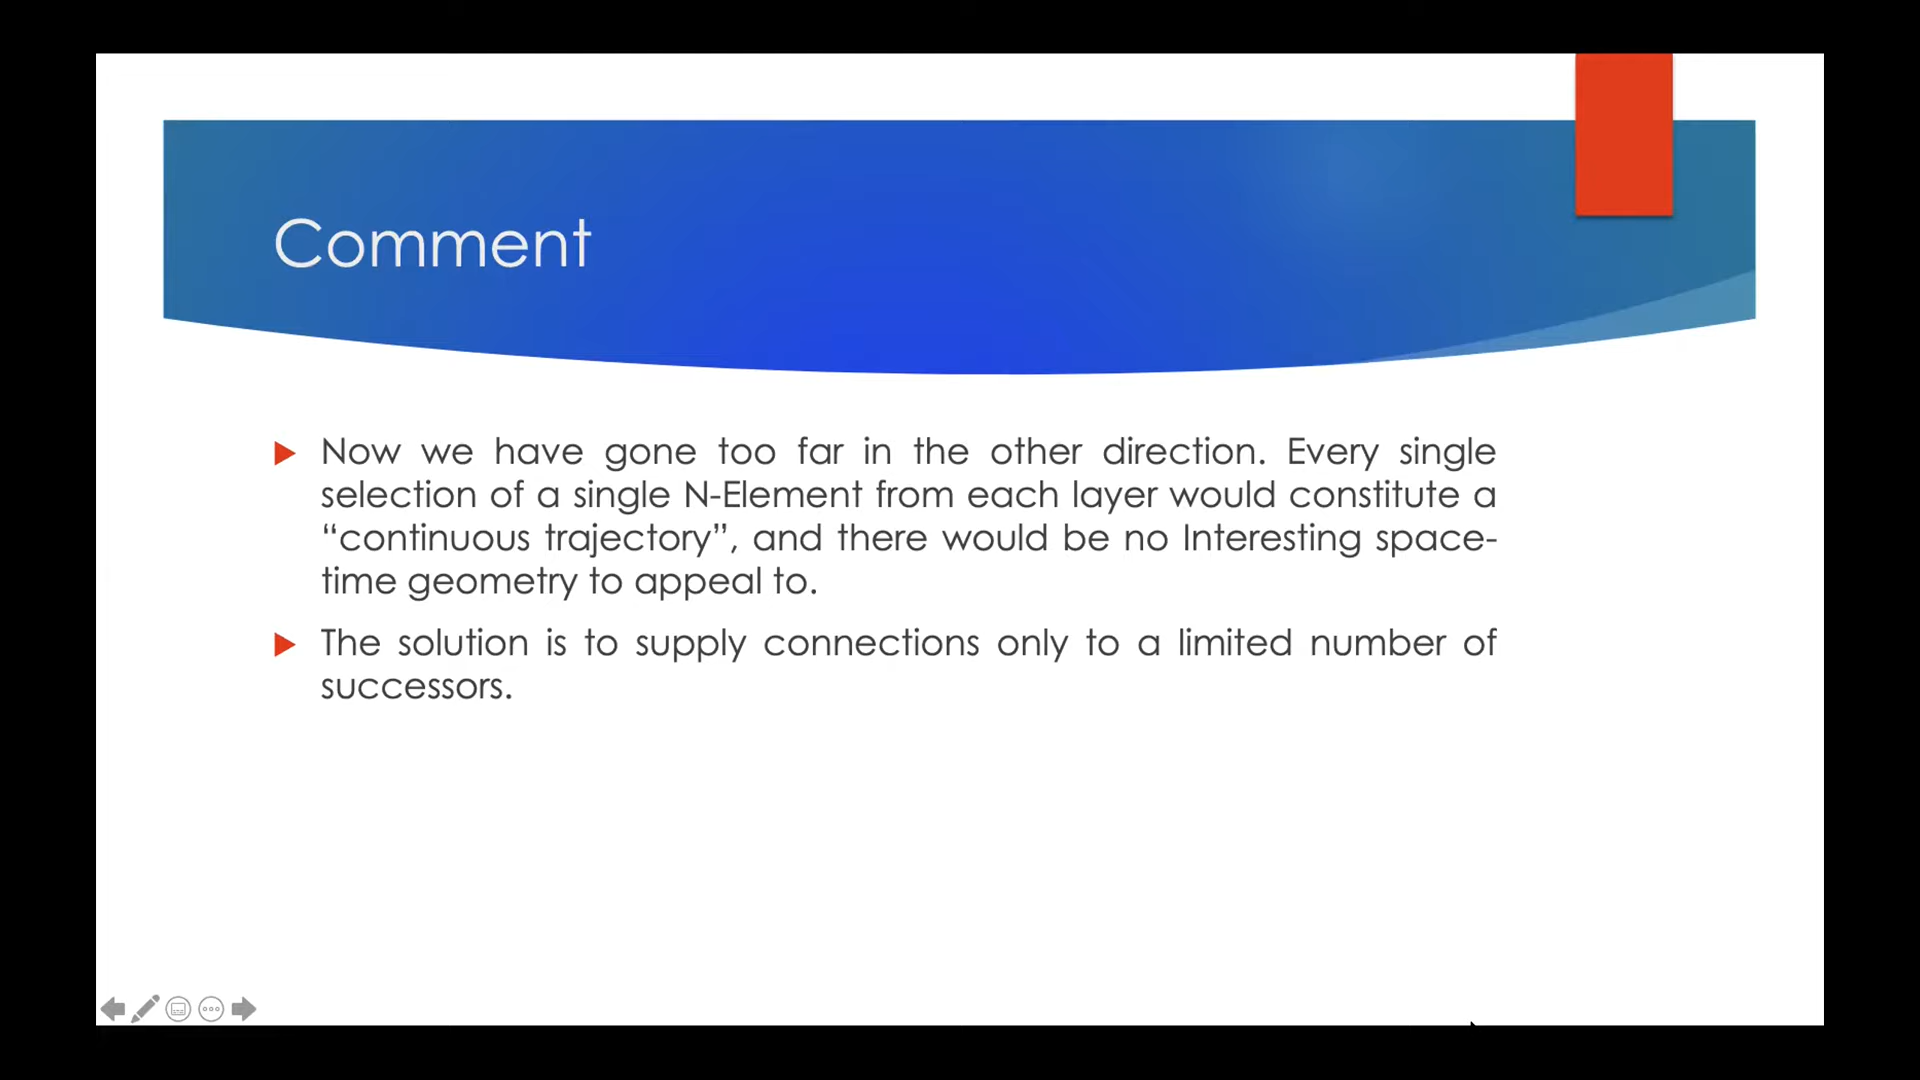 Comment
Now we have gone too far in the other direction. Every single
selection of a single N-Element from each layer would constitute a
“continuous trajectory”, and there would be no Interesting space-
time geometry to appeal to.
The solution is to supply connections only to a limited number of
successors.